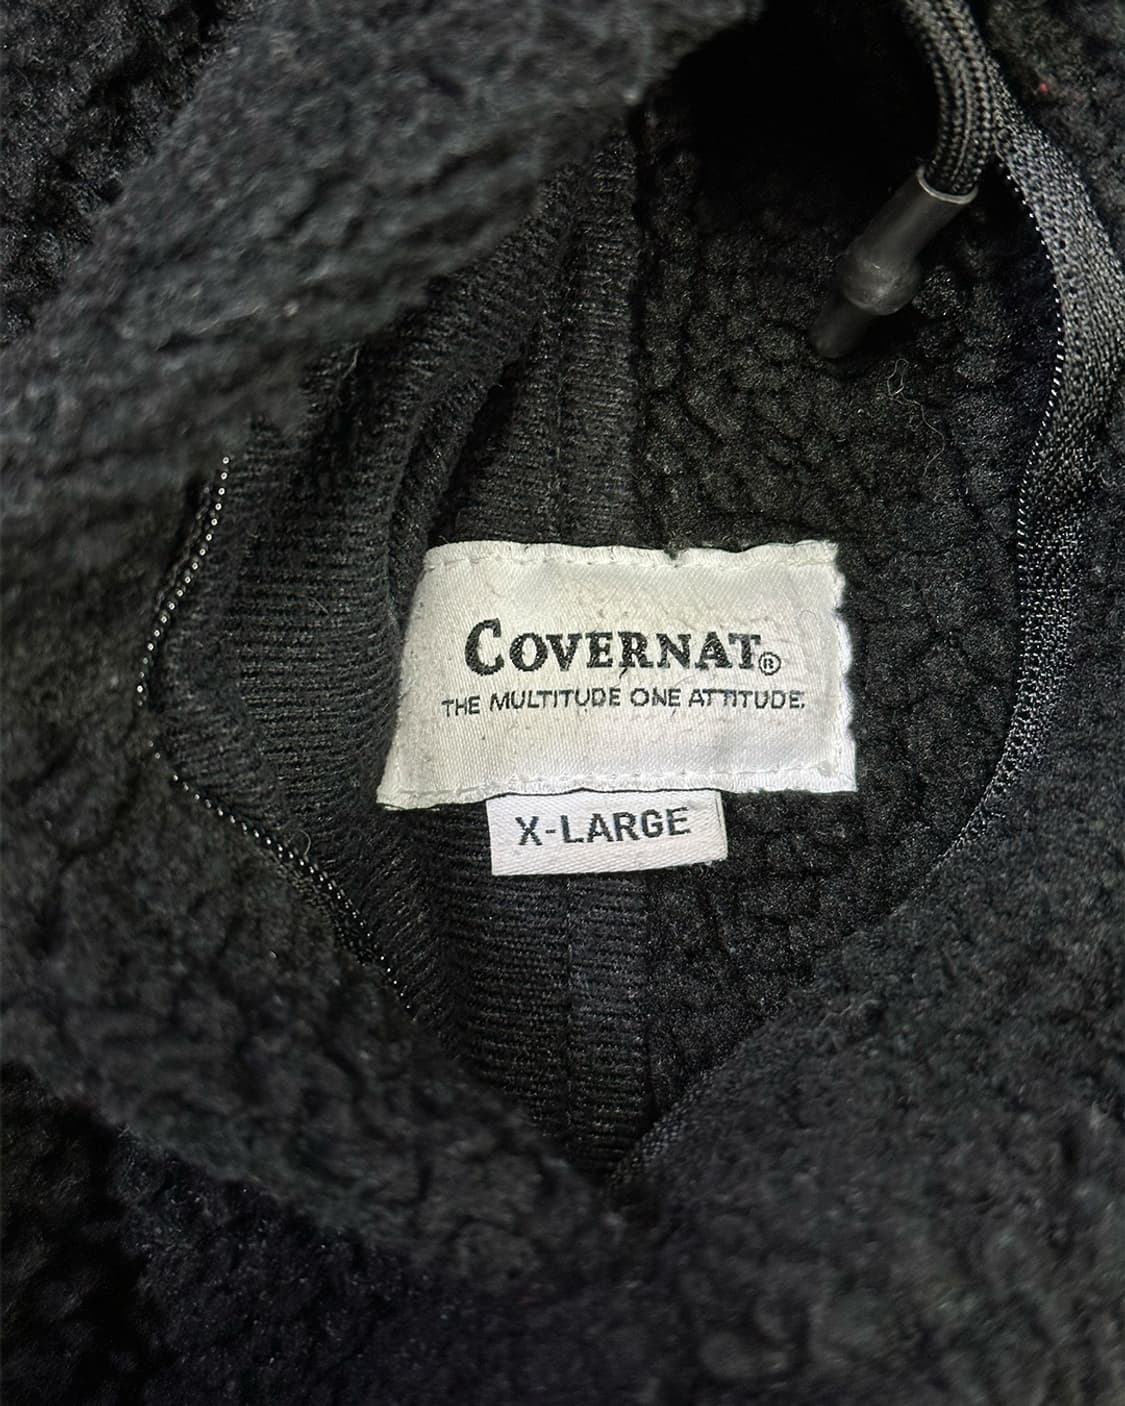 COVERNAT®
THE MULTITUDE ONE ATTITUDE.
X-LARGE